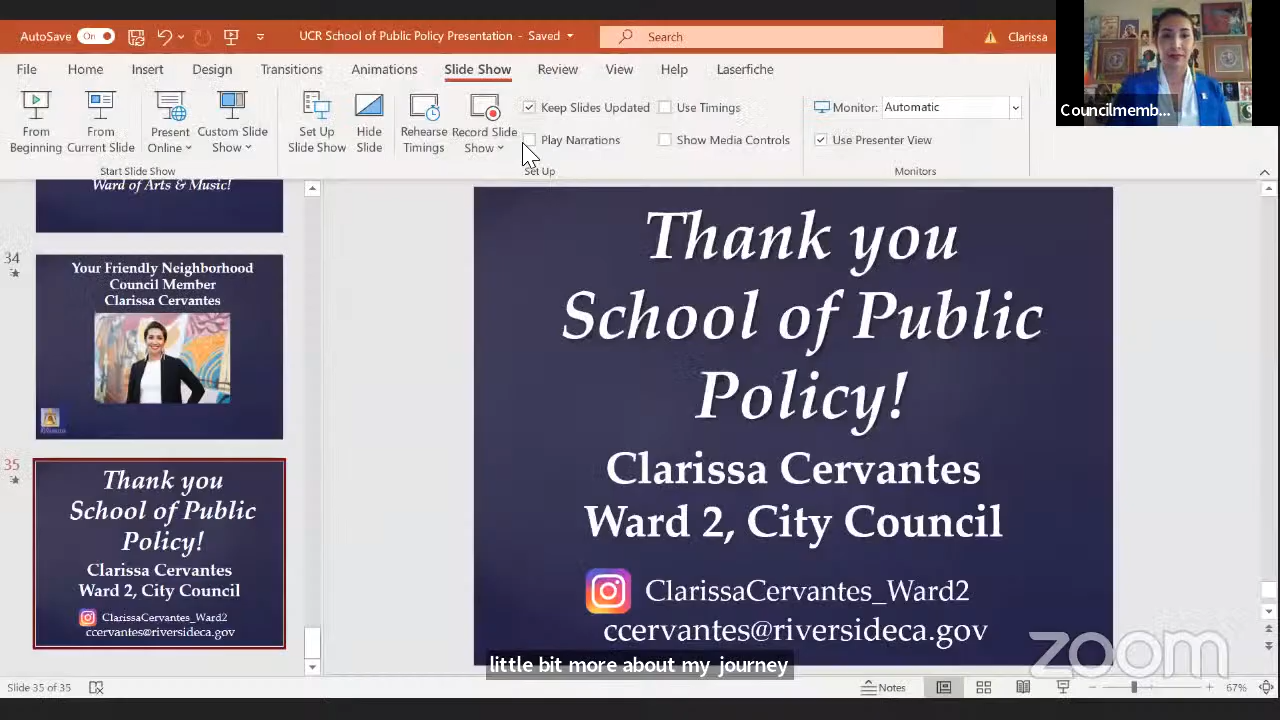 AutoSave On UCR School of Public Policy Presentation - Saved Search Clarissa
File Home Insert Design Transitions Animations Slide Show Review View Help Laserfiche
Councilmemb...
From Beginning
From Current Slide
Present Online
Custom Slide Show
Start Slide Show
Set Up Slide Show
Hide Slide
Rehearse Timings
Record Slide Show
Keep Slides Updated
Play Narrations
Use Timings
Show Media Controls
Set Up
Monitor: Automatic
Use Presenter View
Monitors
Ward of Arts & Music!
34
Your Friendly Neighborhood
Council Member
Clarissa Cervantes
35
Thank you
School of Public
Policy!
Clarissa Cervantes
Ward 2, City Council
ClarissaCervantes_Ward2
ccervantes@riversideca.gov
Thank you
School of Public
Policy!
Clarissa Cervantes
Ward 2, City Council
ClarissaCervantes_Ward2
ccervantes@riversideca.gov
little bit more about my journey
zoom
Slide 35 of 35 Notes 67%